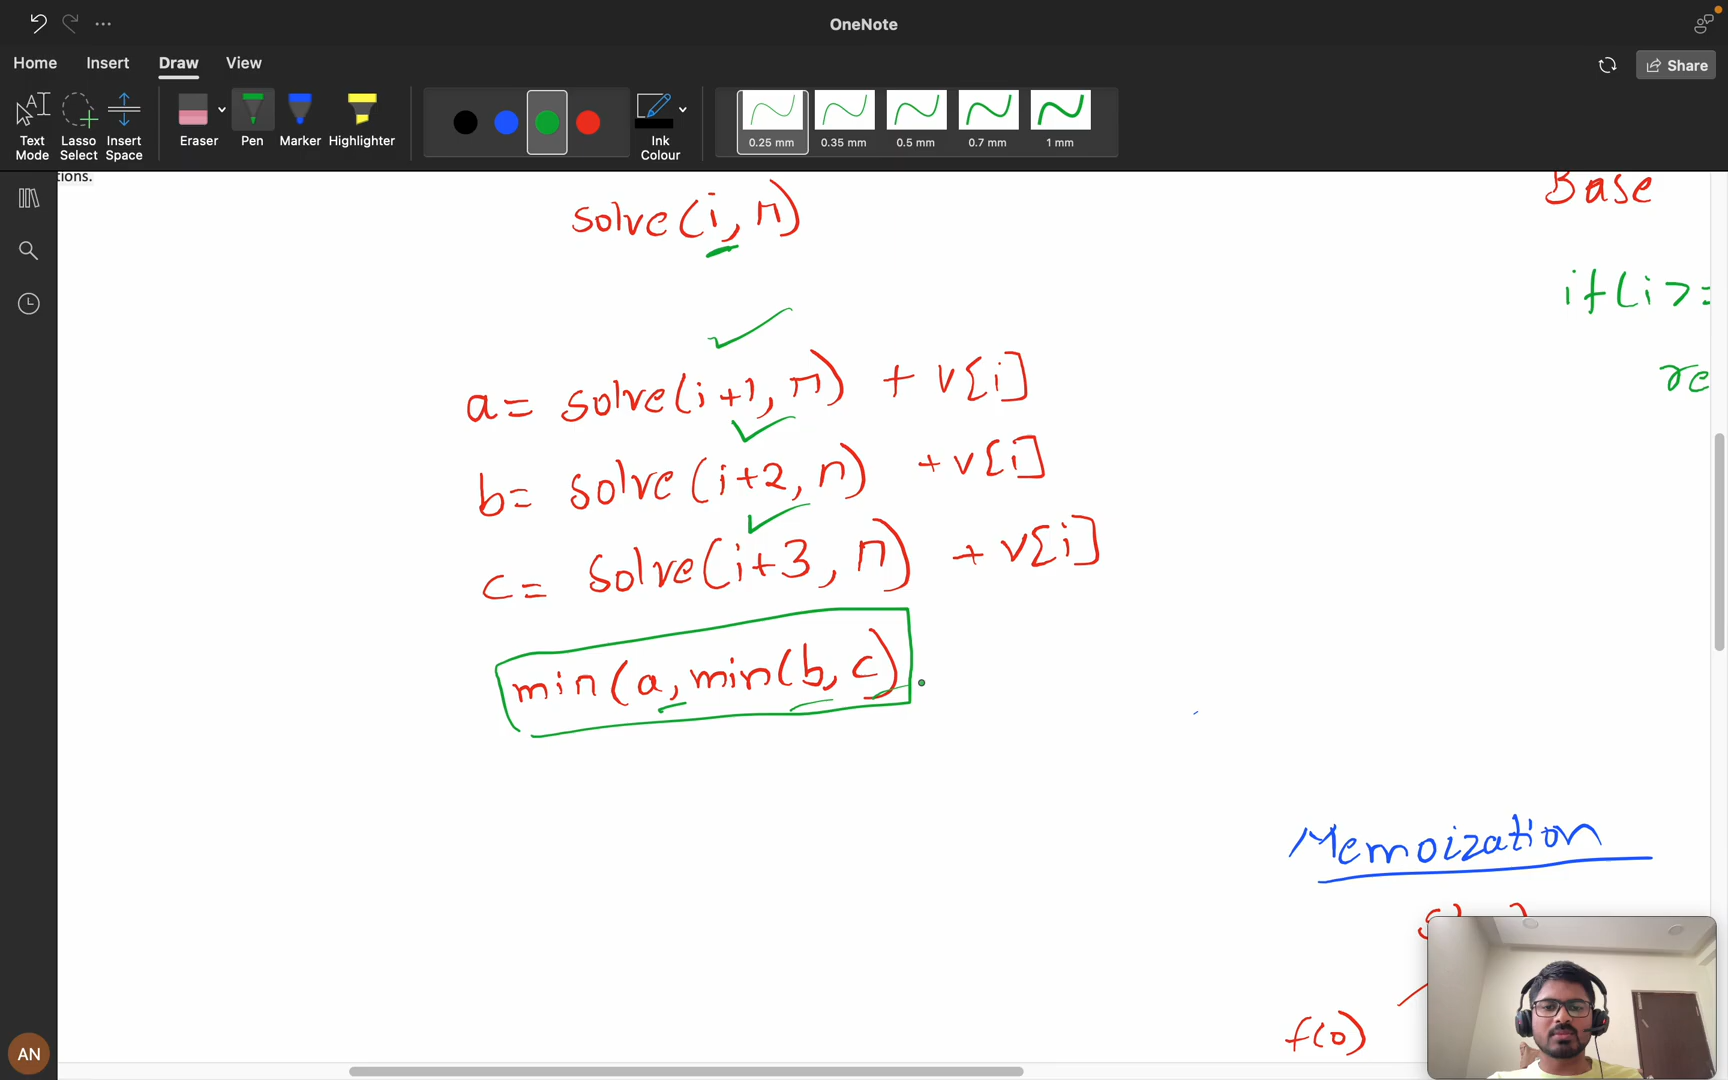 OneNote
Home Insert Draw View
Share
Text Mode
Lasso Select
Insert Space
Eraser
Pen
Marker
Highlighter
Ink Colour
0.25 mm
0.35 mm
0.5 mm
0.7 mm
1 mm
tions.
solve(i, n)
Base
if(i>=
re
a= solve(i+1, n) + v[i]
b= solve(i+2, n) +v[i]
c= solve(i+3, n) + v[i]
min(a, min(b, c)
Memoization
f(0)
AN